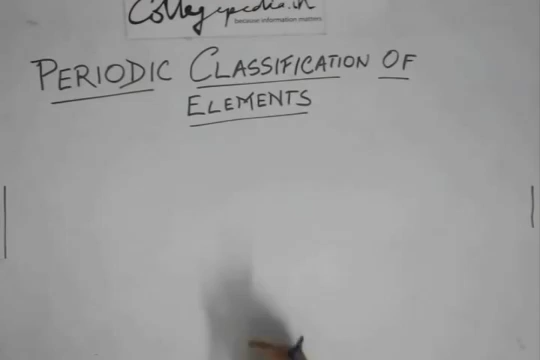 Collegepedia.in
because information matters
PERIODIC CLASSIFICATION OF
ELEMENTS